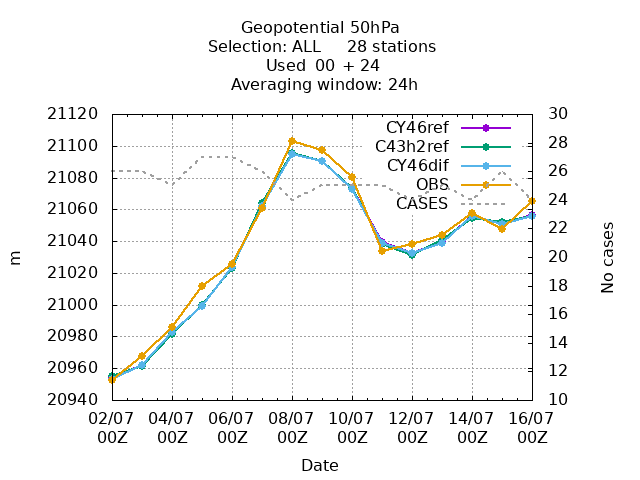 Geopotential 50hPa
Selection: ALL 28 stations
Used 00 + 24
Averaging window: 24h
21120
21100
21080
21060
21040
21020
21000
20980
20960
20940
m
30
28
26
24
22
20
18
16
14
12
10
No cases
CY46ref
C43h2ref
CY46dif
OBS
CASES
02/07 04/07 06/07 08/07 10/07 12/07 14/07 16/07
00Z 00Z 00Z 00Z 00Z 00Z 00Z 00Z
Date